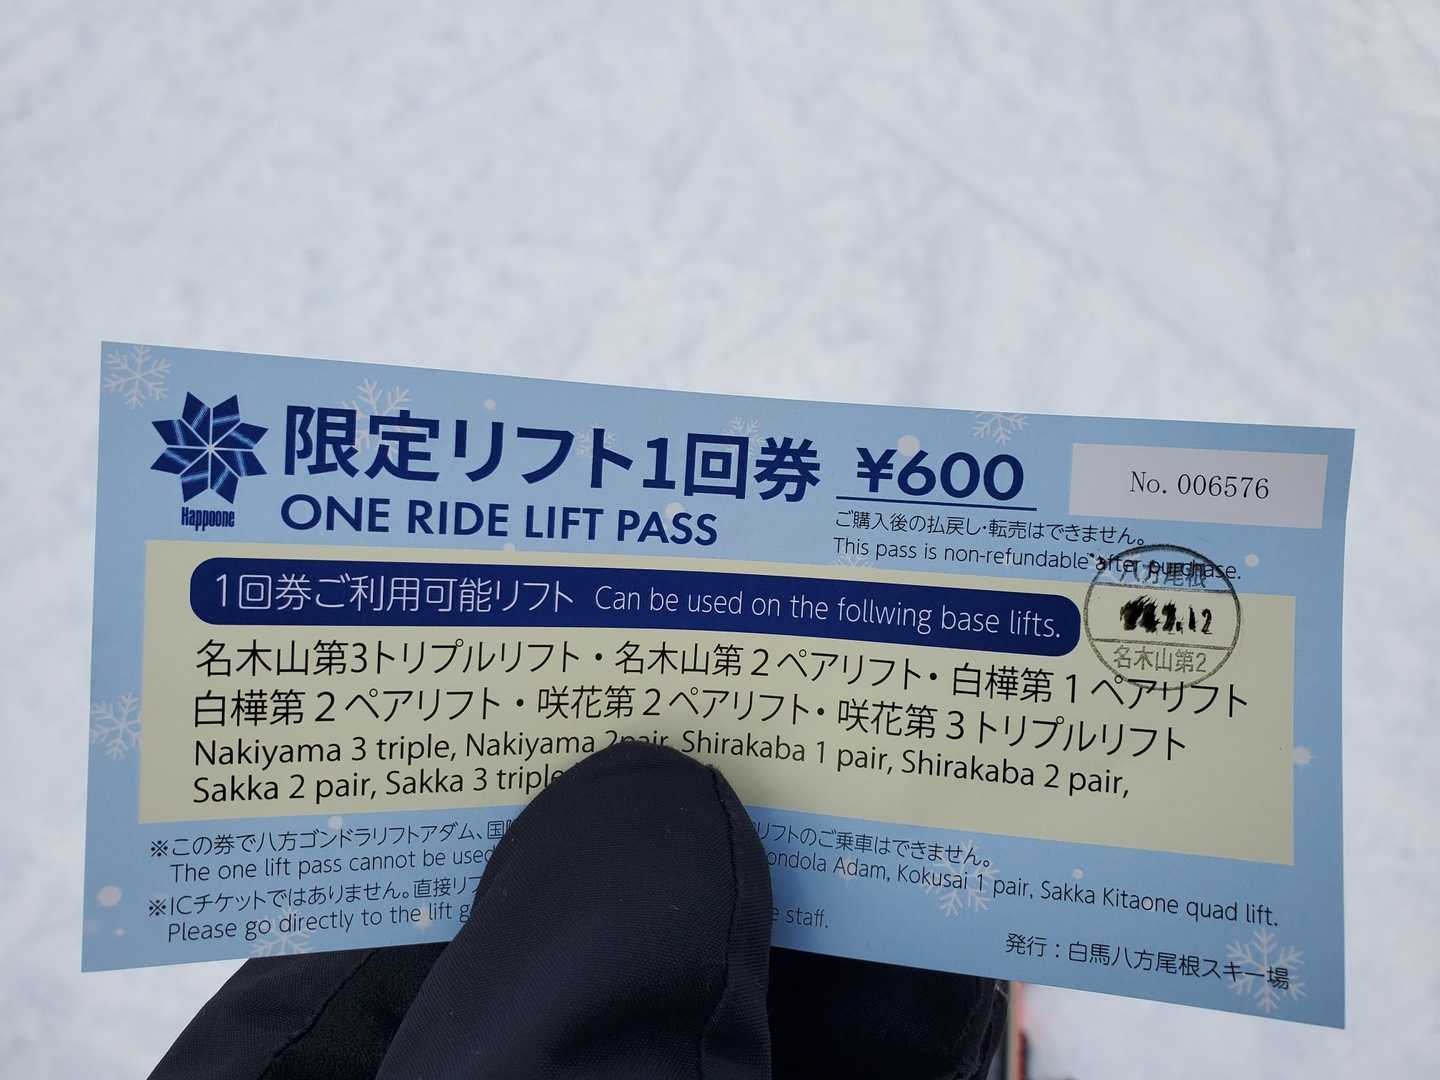 Happoone
限定リフト1回券 ¥600
ONE RIDE LIFT PASS
No. 006576
ご購入後の払戻し・転売はできません。
This pass is non-refundable after purchase.
1回券ご利用可能リフト Can be used on the follwing base lifts.
八方尾根
2.12
名木山第2
名木山第3トリプルリフト・名木山第2ペアリフト・白樺第1ペアリフト
白樺第2ペアリフト・咲花第2ペアリフト・咲花第3トリプルリフト
Nakiyama 3 triple, Nakiyama 2pair, Shirakaba 1 pair, Shirakaba 2 pair,
Sakka 2 pair, Sakka 3 triple
※この券で八方ゴンドラリフトアダム、国 リフトのご乗車はできません。
The one lift pass cannot be used ondola Adam, Kokusai 1 pair, Sakka Kitaone quad lift.
※ICチケットではありません。直接リフ
Please go directly to the lift g staff.
発行：白馬八方尾根スキー場